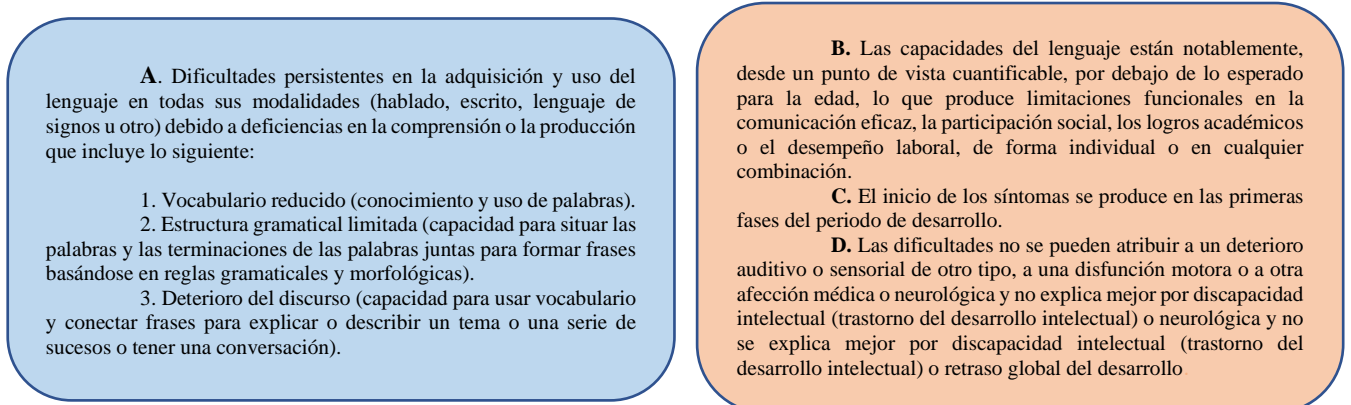 A. Dificultades persistentes en la adquisición y uso del
lenguaje en todas sus modalidades (hablado, escrito, lenguaje de
signos u otro) debido a deficiencias en la comprensión o la producción
que incluye lo siguiente:
1. Vocabulario reducido (conocimiento y uso de palabras).
2. Estructura gramatical limitada (capacidad para situar las
palabras y las terminaciones de las palabras juntas para formar frases
basándose en reglas gramaticales y morfológicas).
3. Deterioro del discurso (capacidad para usar vocabulario
y conectar frases para explicar o describir un tema o una serie de
sucesos o tener una conversación).
B. Las capacidades del lenguaje están notablemente,
desde un punto de vista cuantificable, por debajo de lo esperado
para la edad, lo que produce limitaciones funcionales en la
comunicación eficaz, la participación social, los logros académicos
o el desempeño laboral, de forma individual o en cualquier
combinación.
C. El inicio de los síntomas se produce en las primeras
fases del periodo de desarrollo.
D. Las dificultades no se pueden atribuir a un deterioro
auditivo o sensorial de otro tipo, a una disfunción motora o a otra
afección médica o neurológica y no explica mejor por discapacidad
intelectual (trastorno del desarrollo intelectual) o neurológica y no
se explica mejor por discapacidad intelectual (trastorno del
desarrollo intelectual) o retraso global del desarrollo